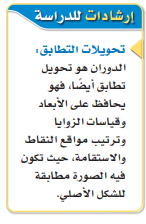 إرشادات للدراسة
تحويلات التطابق:
الدوران هو تحويل
تطابق أيضًا، فهو
يحافظ على الأبعاد
وقياسات الزوايا
وترتيب مواقع النقاط
والاستقامة، حيث تكون
فيه الصورة مطابقة
للشكل الأصلي.